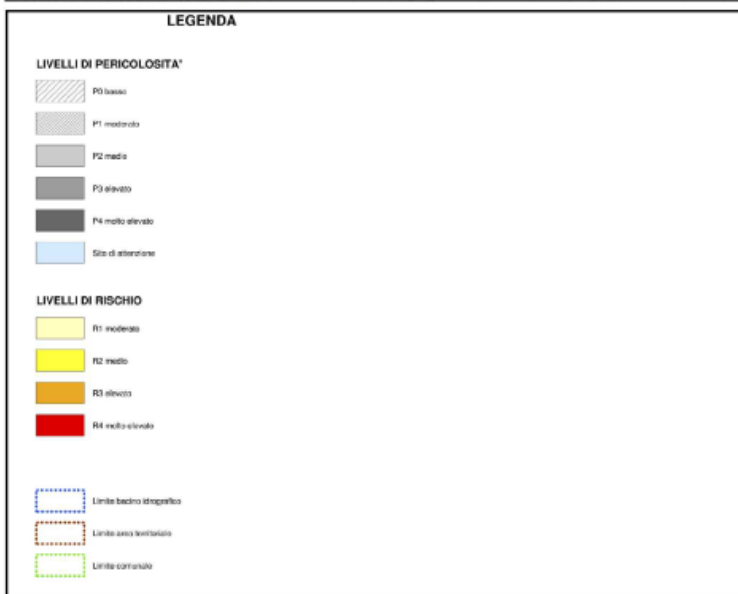 LEGENDA
LIVELLI DI PERICOLOSITA'
P0 basso
P1 moderato
P2 medio
P3 elevato
P4 molto elevato
Sito di attenzione
LIVELLI DI RISCHIO
R1 moderato
R2 medio
R3 elevato
R4 molto elevato
Limite bacino idrografico
Limite area territoriale
Limite comunale